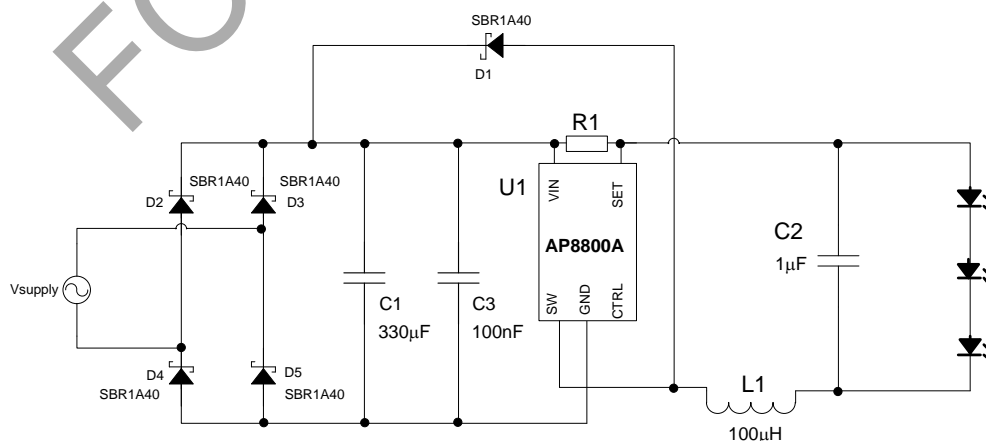 FO
SBR1A40
D1
R1
U1
VIN
SET
AP8800A
SW
GND
CTRL
SBR1A40
SBR1A40
D2
D3
Vsupply
C1
330μF
C3
100nF
C2
1μF
D4
SBR1A40
D5
SBR1A40
L1
100μH